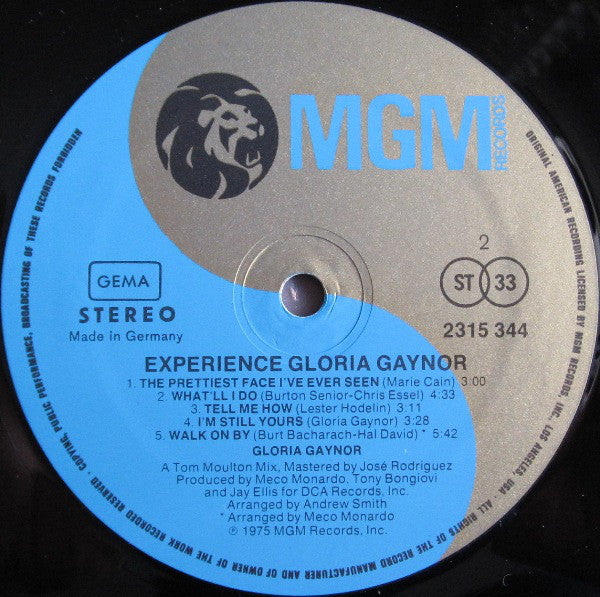 MGM
RECORDS
2
ST 33
2315 344
GEMA
STEREO
Made in Germany
EXPERIENCE GLORIA GAYNOR
1. THE PRETTIEST FACE I'VE EVER SEEN (Marie Cain) 3:00
2. WHAT'LL I DO (Burton Senior-Chris Essel) 4:33
3. TELL ME HOW (Lester Hodelin) 3:11
4. I'M STILL YOURS (Gloria Gaynor) 3:28
5. WALK ON BY (Burt Bacharach-Hal David) * 5:42
GLORIA GAYNOR
A Tom Moulton Mix, Mastered by José Rodriguez
Produced by Meco Monardo, Tony Bongiovi
and Jay Ellis for DCA Records, Inc.
Arranged by Andrew Smith
* Arranged by Meco Monardo
℗ 1975 MGM Records, Inc.
ORIGINAL AMERICAN RECORDING LICENSED BY MGM RECORDS, INC. LOS ANGELES, USA · ALL RIGHTS OF THE RECORD MANUFACTURER AND OF THE OWNER OF THE WORK RECORDED RESERVED · COPYING, PUBLIC PERFORMANCE, BROADCASTING OF THESE RECORDS FORBIDDEN